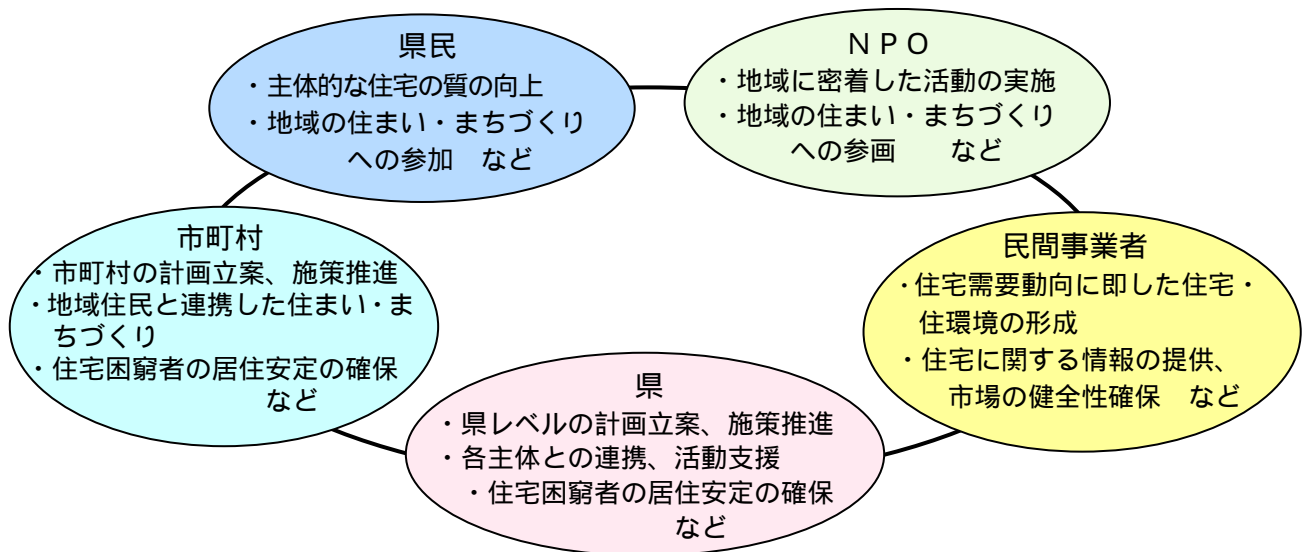 県民
・主体的な住宅の質の向上
・地域の住まい・まちづくり
への参加　など
ＮＰＯ
・地域に密着した活動の実施
・地域の住まい・まちづくり
への参画　　など
市町村
・市町村の計画立案、施策推進
・地域住民と連携した住まい・ま
ちづくり
・住宅困窮者の居住安定の確保
など
民間事業者
・住宅需要動向に即した住宅・
住環境の形成
・住宅に関する情報の提供、
市場の健全性確保　など
県
・県レベルの計画立案、施策推進
・各主体との連携、活動支援
・住宅困窮者の居住安定の確保
など